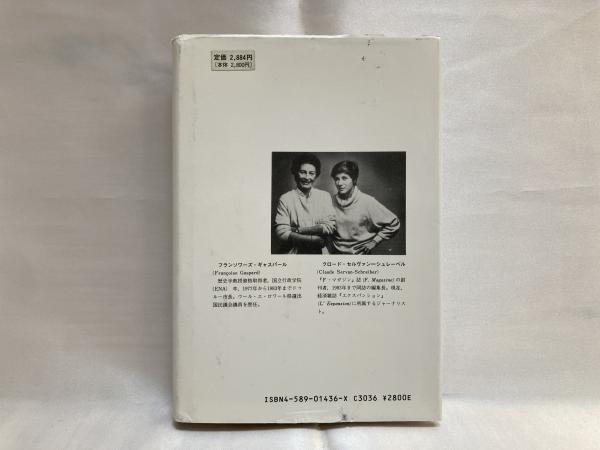 定価 2,884円
(本体 2,800円)
フランソワーズ・ギャスパール
(Françoise Gaspard)
歴史学教授資格取得者。国立行政学院
(ENA) 卒。1977年から1983年までドゥ
ルー市長。ウール・エ・ロワール県選出
国民議会議員を歴任。
クロード・セルヴァン＝シュレーベル
(Claude Servan-Schreiber)
『F・マガジン』誌 (F. Magazine) の創
刊者。1983年まで同誌の編集長。現在、
経済雑誌『エクスパンション』
(L' Expansion) に所属するジャーナリス
ト。
ISBN4-589-01436-X C3036 ¥2800E